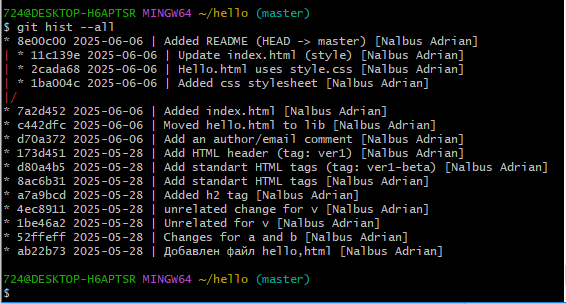 724@DESKTOP-H6APTSR MINGW64 ~/hello (master)
$ git hist --all
* 8e00c00 2025-06-06 | Added README (HEAD -> master) [Nalbus Adrian]
| * 11c139e 2025-06-06 | Update index.html (style) [Nalbus Adrian]
| * 2cada68 2025-06-06 | Hello.html uses style.css [Nalbus Adrian]
| * 1ba004c 2025-06-06 | Added css stylesheet [Nalbus Adrian]
|/
* 7a2d452 2025-06-06 | Added index.html [Nalbus Adrian]
* c442dfc 2025-06-06 | Moved hello.html to lib [Nalbus Adrian]
* d70a372 2025-06-06 | Add an author/email comment [Nalbus Adrian]
* 173d451 2025-05-28 | Add HTML header (tag: ver1) [Nalbus Adrian]
* d80a4b5 2025-05-28 | Add standart HTML tags (tag: ver1-beta) [Nalbus Adrian]
* 8ac6b31 2025-05-28 | Add standart HTML tags [Nalbus Adrian]
* a7a9bcd 2025-05-28 | Added h2 tag [Nalbus Adrian]
* 4ec8911 2025-05-28 | unrelated change for v [Nalbus Adrian]
* 1be46a2 2025-05-28 | Unrelated for v [Nalbus Adrian]
* 52ffeff 2025-05-28 | Changes for a and b [Nalbus Adrian]
* ab22b73 2025-05-28 | Добавлен файл hello,html [Nalbus Adrian]
724@DESKTOP-H6APTSR MINGW64 ~/hello (master)
$